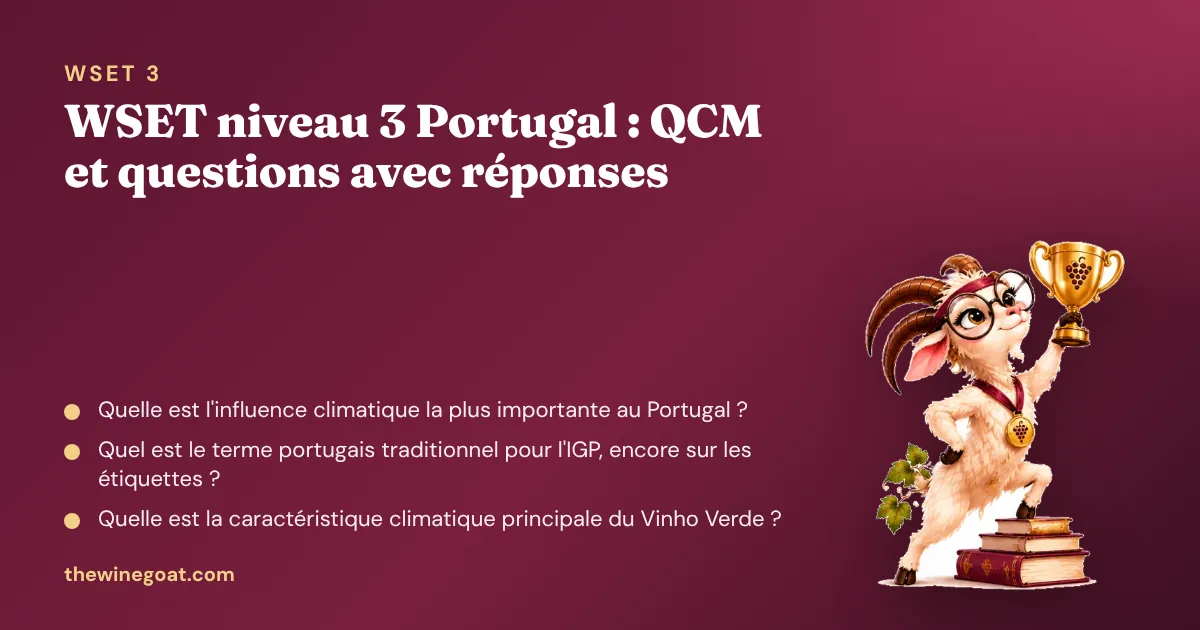 WSET 3
WSET niveau 3 Portugal : QCM
et questions avec réponses
Quelle est l'influence climatique la plus importante au Portugal ?
Quel est le terme portugais traditionnel pour l'IGP, encore sur les
étiquettes ?
Quelle est la caractéristique climatique principale du Vinho Verde ?
thewinegoat.com